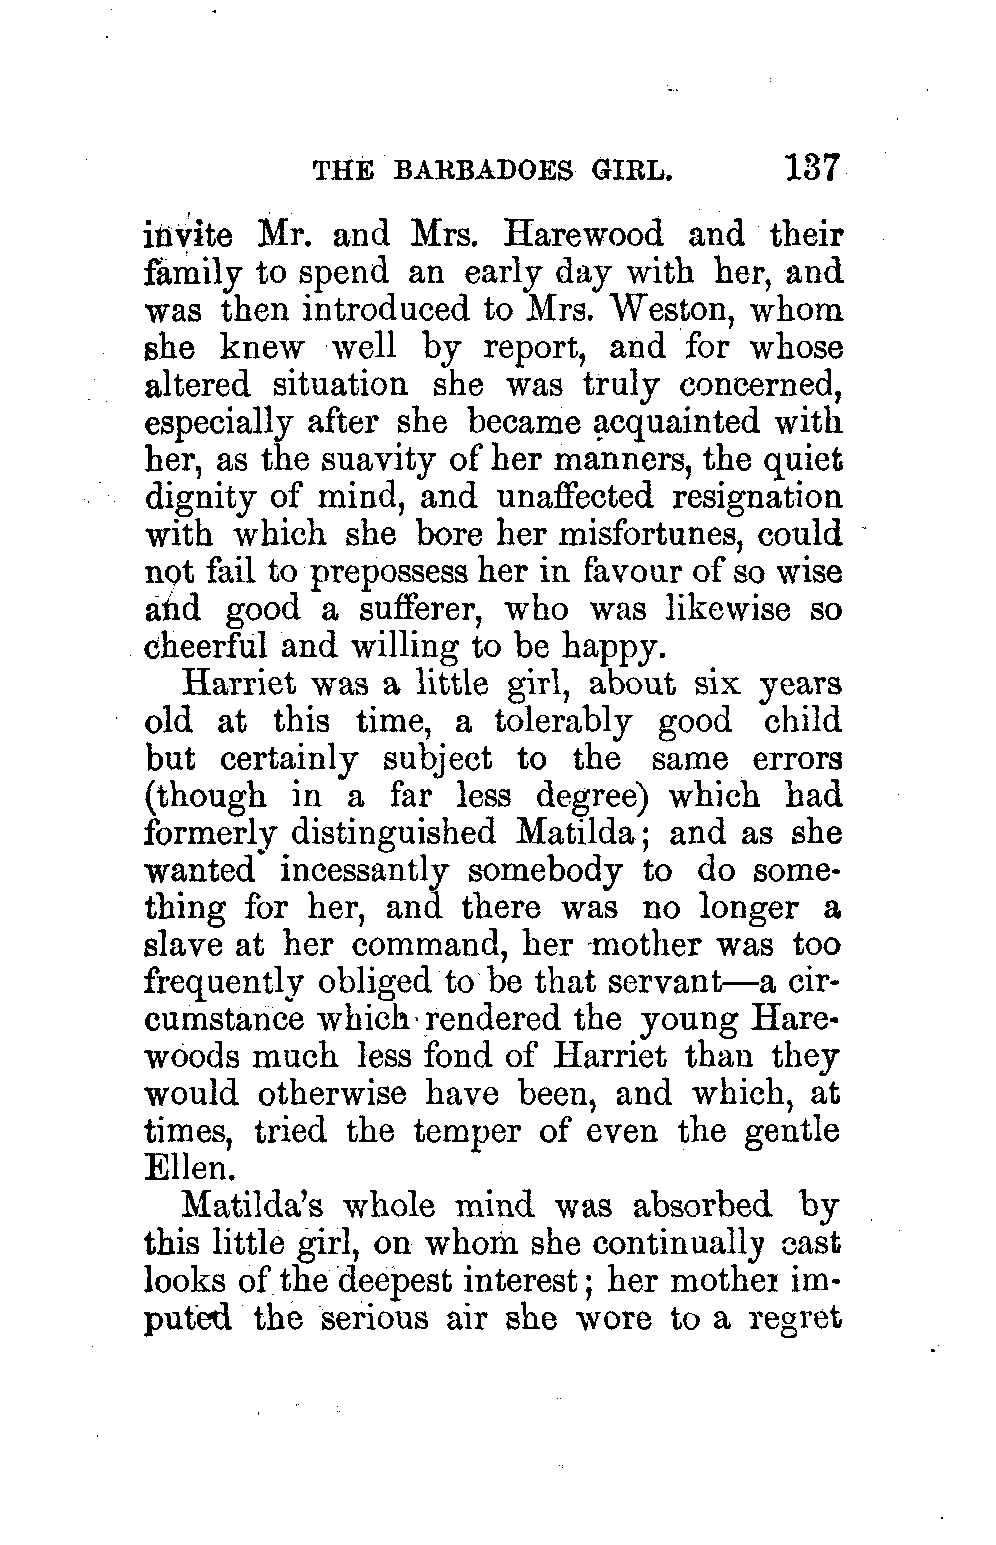 THE BARBADOES GIRL. 137
invite Mr. and Mrs. Harewood and their
family to spend an early day with her, and
was then introduced to Mrs. Weston, whom
she knew well by report, and for whose
altered situation she was truly concerned,
especially after she became acquainted with
her, as the suavity of her manners, the quiet
dignity of mind, and unaffected resignation
with which she bore her misfortunes, could
not fail to prepossess her in favour of so wise
and good a sufferer, who was likewise so
cheerful and willing to be happy.
Harriet was a little girl, about six years
old at this time, a tolerably good child
but certainly subject to the same errors
(though in a far less degree) which had
formerly distinguished Matilda; and as she
wanted incessantly somebody to do some-
thing for her, and there was no longer a
slave at her command, her mother was too
frequently obliged to be that servant—a cir-
cumstance which rendered the young Hare-
woods much less fond of Harriet than they
would otherwise have been, and which, at
times, tried the temper of even the gentle
Ellen.
Matilda's whole mind was absorbed by
this little girl, on whom she continually cast
looks of the deepest interest; her mother im-
puted the serious air she wore to a regret